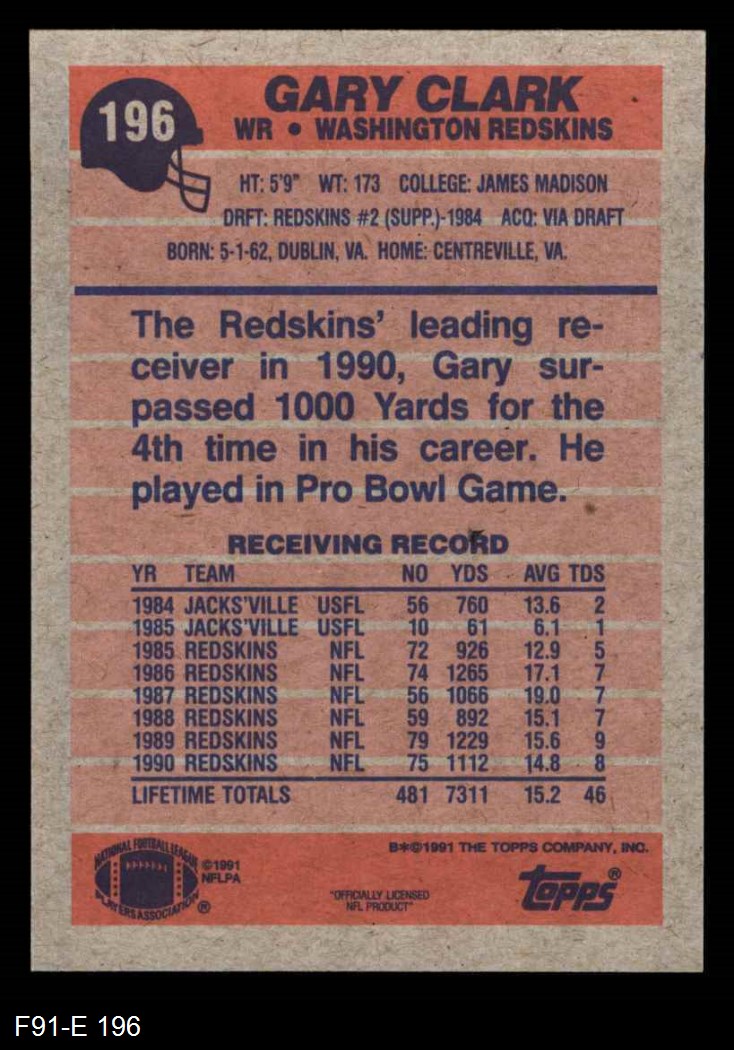 196
GARY CLARK
WR • WASHINGTON REDSKINS
HT: 5'9" WT: 173 COLLEGE: JAMES MADISON
DRFT: REDSKINS #2 (SUPP.)-1984 ACQ: VIA DRAFT
BORN: 5-1-62, DUBLIN, VA. HOME: CENTREVILLE, VA.
The Redskins' leading re-
ceiver in 1990, Gary sur-
passed 1000 Yards for the
4th time in his career. He
played in Pro Bowl Game.
RECEIVING RECORD
YR TEAM NO YDS AVG TDS
1984 JACKS'VILLE USFL 56 760 13.6 2
1985 JACKS'VILLE USFL 10 61 6.1 1
1985 REDSKINS NFL 72 926 12.9 5
1986 REDSKINS NFL 74 1265 17.1 7
1987 REDSKINS NFL 56 1066 19.0 7
1988 REDSKINS NFL 59 892 15.1 7
1989 REDSKINS NFL 79 1229 15.6 9
1990 REDSKINS NFL 75 1112 14.8 8
LIFETIME TOTALS 481 7311 15.2 46
NATIONAL FOOTBALL LEAGUE
PLAYERS ASSOCIATION ®
©1991
NFLPA
B*©1991 THE TOPPS COMPANY, INC.
"OFFICIALLY LICENSED
NFL PRODUCT"
topps®
F91-E 196